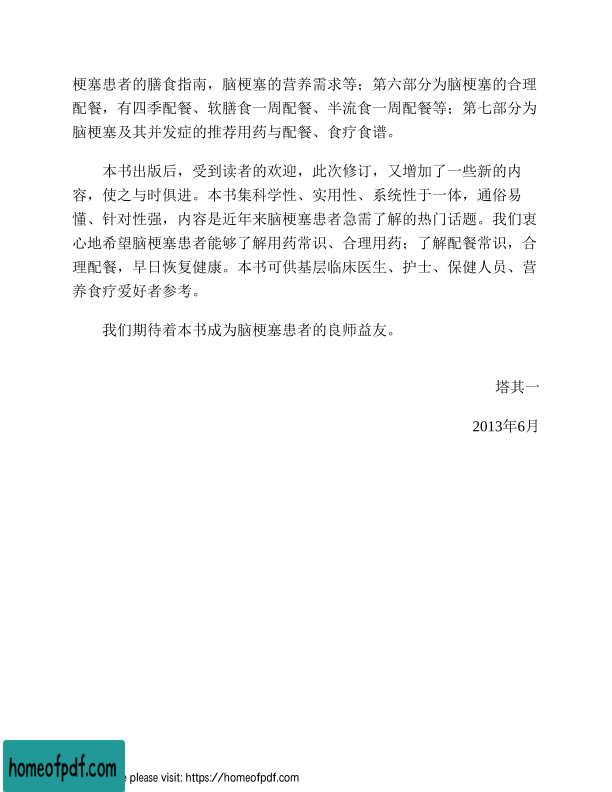 梗塞患者的膳食指南，脑梗塞的营养需求等；第六部分为脑梗塞的合理
配餐，有四季配餐、软膳食一周配餐、半流食一周配餐等；第七部分为
脑梗塞及其并发症的推荐用药与配餐、食疗食谱。
本书出版后，受到读者的欢迎，此次修订，又增加了一些新的内
容，使之与时俱进。本书集科学性、实用性、系统性于一体，通俗易
懂、针对性强，内容是近年来脑梗塞患者急需了解的热门话题。我们衷
心地希望脑梗塞患者能够了解用药常识、合理用药；了解配餐常识，合
理配餐，早日恢复健康。本书可供基层临床医生、护士、保健人员、营
养食疗爱好者参考。
我们期待着本书成为脑梗塞患者的良师益友。
塔其一
2013年6月
homeofpdf.com
please visit: https://homeofpdf.com